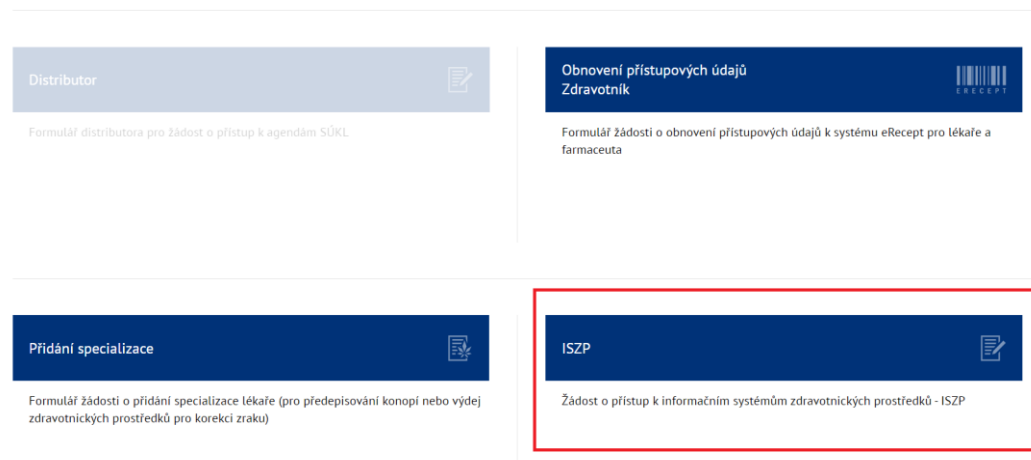 Distributor
Formulář distributora pro žádost o přístup k agendám SÚKL
Obnovení přístupových údajů
Zdravotník
ERECEPT
Formulář žádosti o obnovení přístupových údajů k systému eRecept pro lékaře a
farmaceuta
Přidání specializace
Formulář žádosti o přidání specializace lékaře (pro předepisování konopí nebo výdej
zdravotnických prostředků pro korekci zraku)
ISZP
Žádost o přístup k informačním systémům zdravotnických prostředků - ISZP